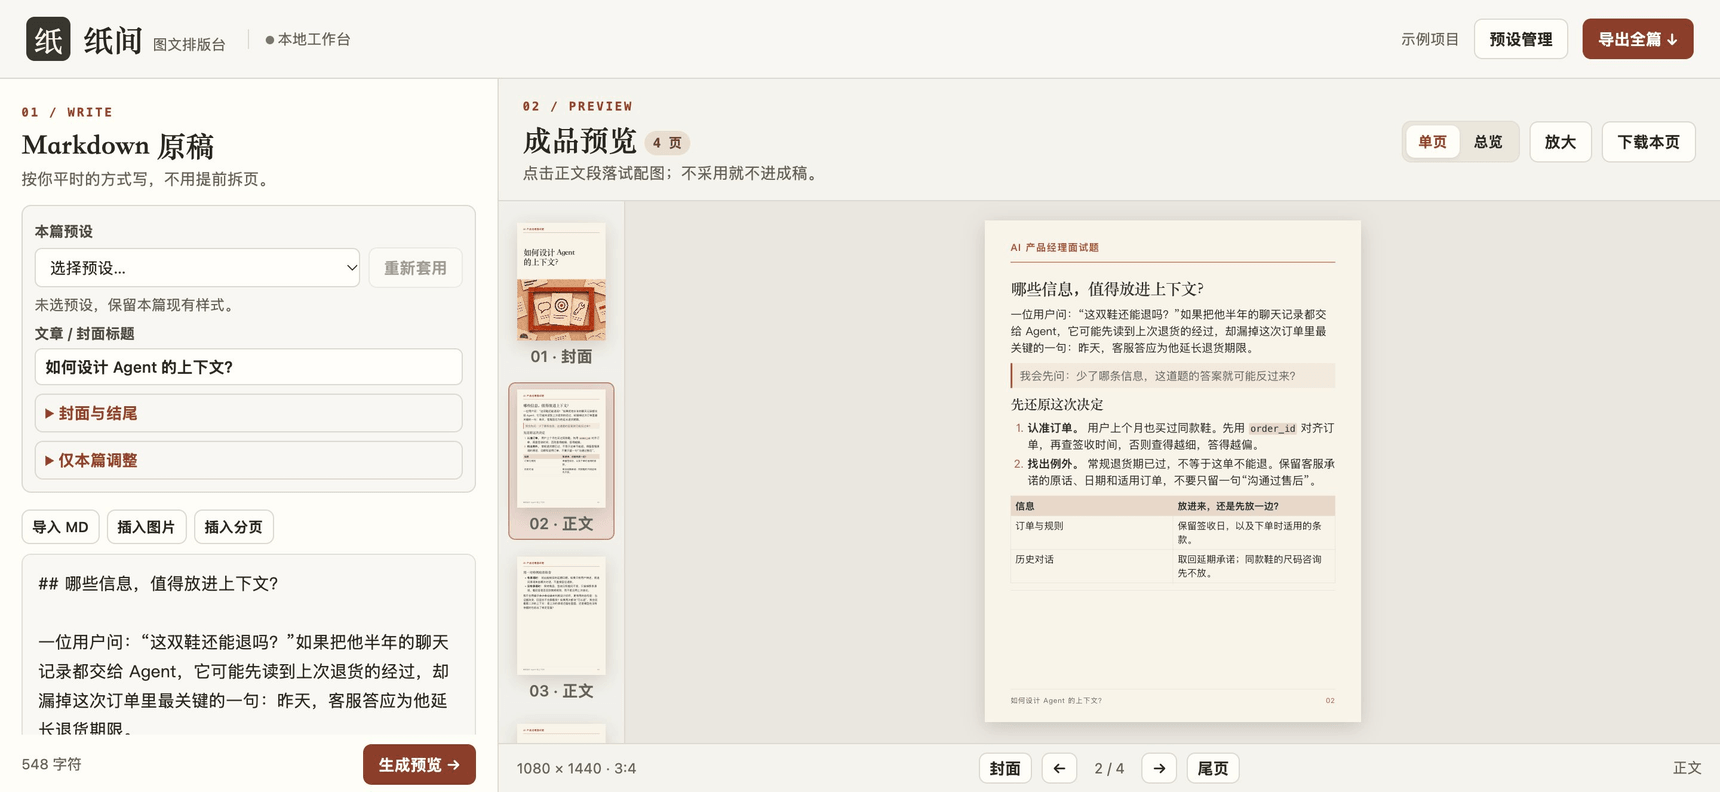 纸 纸间 图文排版台 本地工作台 示例项目 预设管理 导出全篇 ↓
01 / WRITE
Markdown 原稿
按你平时的方式写，不用提前拆页。
本篇预设
选择预设... 重新套用
未选预设，保留本篇现有样式。
文章 / 封面标题
如何设计 Agent 的上下文？
封面与结尾
仅本篇调整
导入 MD 插入图片 插入分页
## 哪些信息，值得放进上下文？
一位用户问：“这双鞋还能退吗？”如果把他半年的聊天
记录都交给 Agent，它可能先读到上次退货的经过，却
漏掉这次订单里最关键的一句：昨天，客服答应为他延
长退货期限。
548 字符 生成预览 →
02 / PREVIEW
成品预览 4 页
点击正文段落试配图；不采用就不进成稿。
单页 总览 放大 下载本页
如何设计 Agent
的上下文？
01 · 封面
02 · 正文
03 · 正文
AI 产品经理面试题
哪些信息，值得放进上下文？
一位用户问：“这双鞋还能退吗？”如果把他半年的聊天记录都交
给 Agent，它可能先读到上次退货的经过，却漏掉这次订单里最
关键的一句：昨天，客服答应为他延长退货期限。
我会先问：少了哪条信息，这道题的答案就可能反过来？
先还原这次决定
1. 认准订单。 用户上个月也买过同款鞋。先用 order_id 对齐订
单，再查签收时间，否则查得越细，答得越偏。
2. 找出例外。 常规退货期已过，不等于这单不能退。保留客服承
诺的原话、日期和适用订单，不要只留一句“沟通过售后”。
信息 放进来，还是先放一边？
订单与规则 保留签收日，以及下单时适用的条
款。
历史对话 取回延期承诺；同款鞋的尺码咨询
先不放。
如何设计 Agent 的上下文？ 02
1080 × 1440 · 3:4 封面 ← 2 / 4 → 尾页 正文